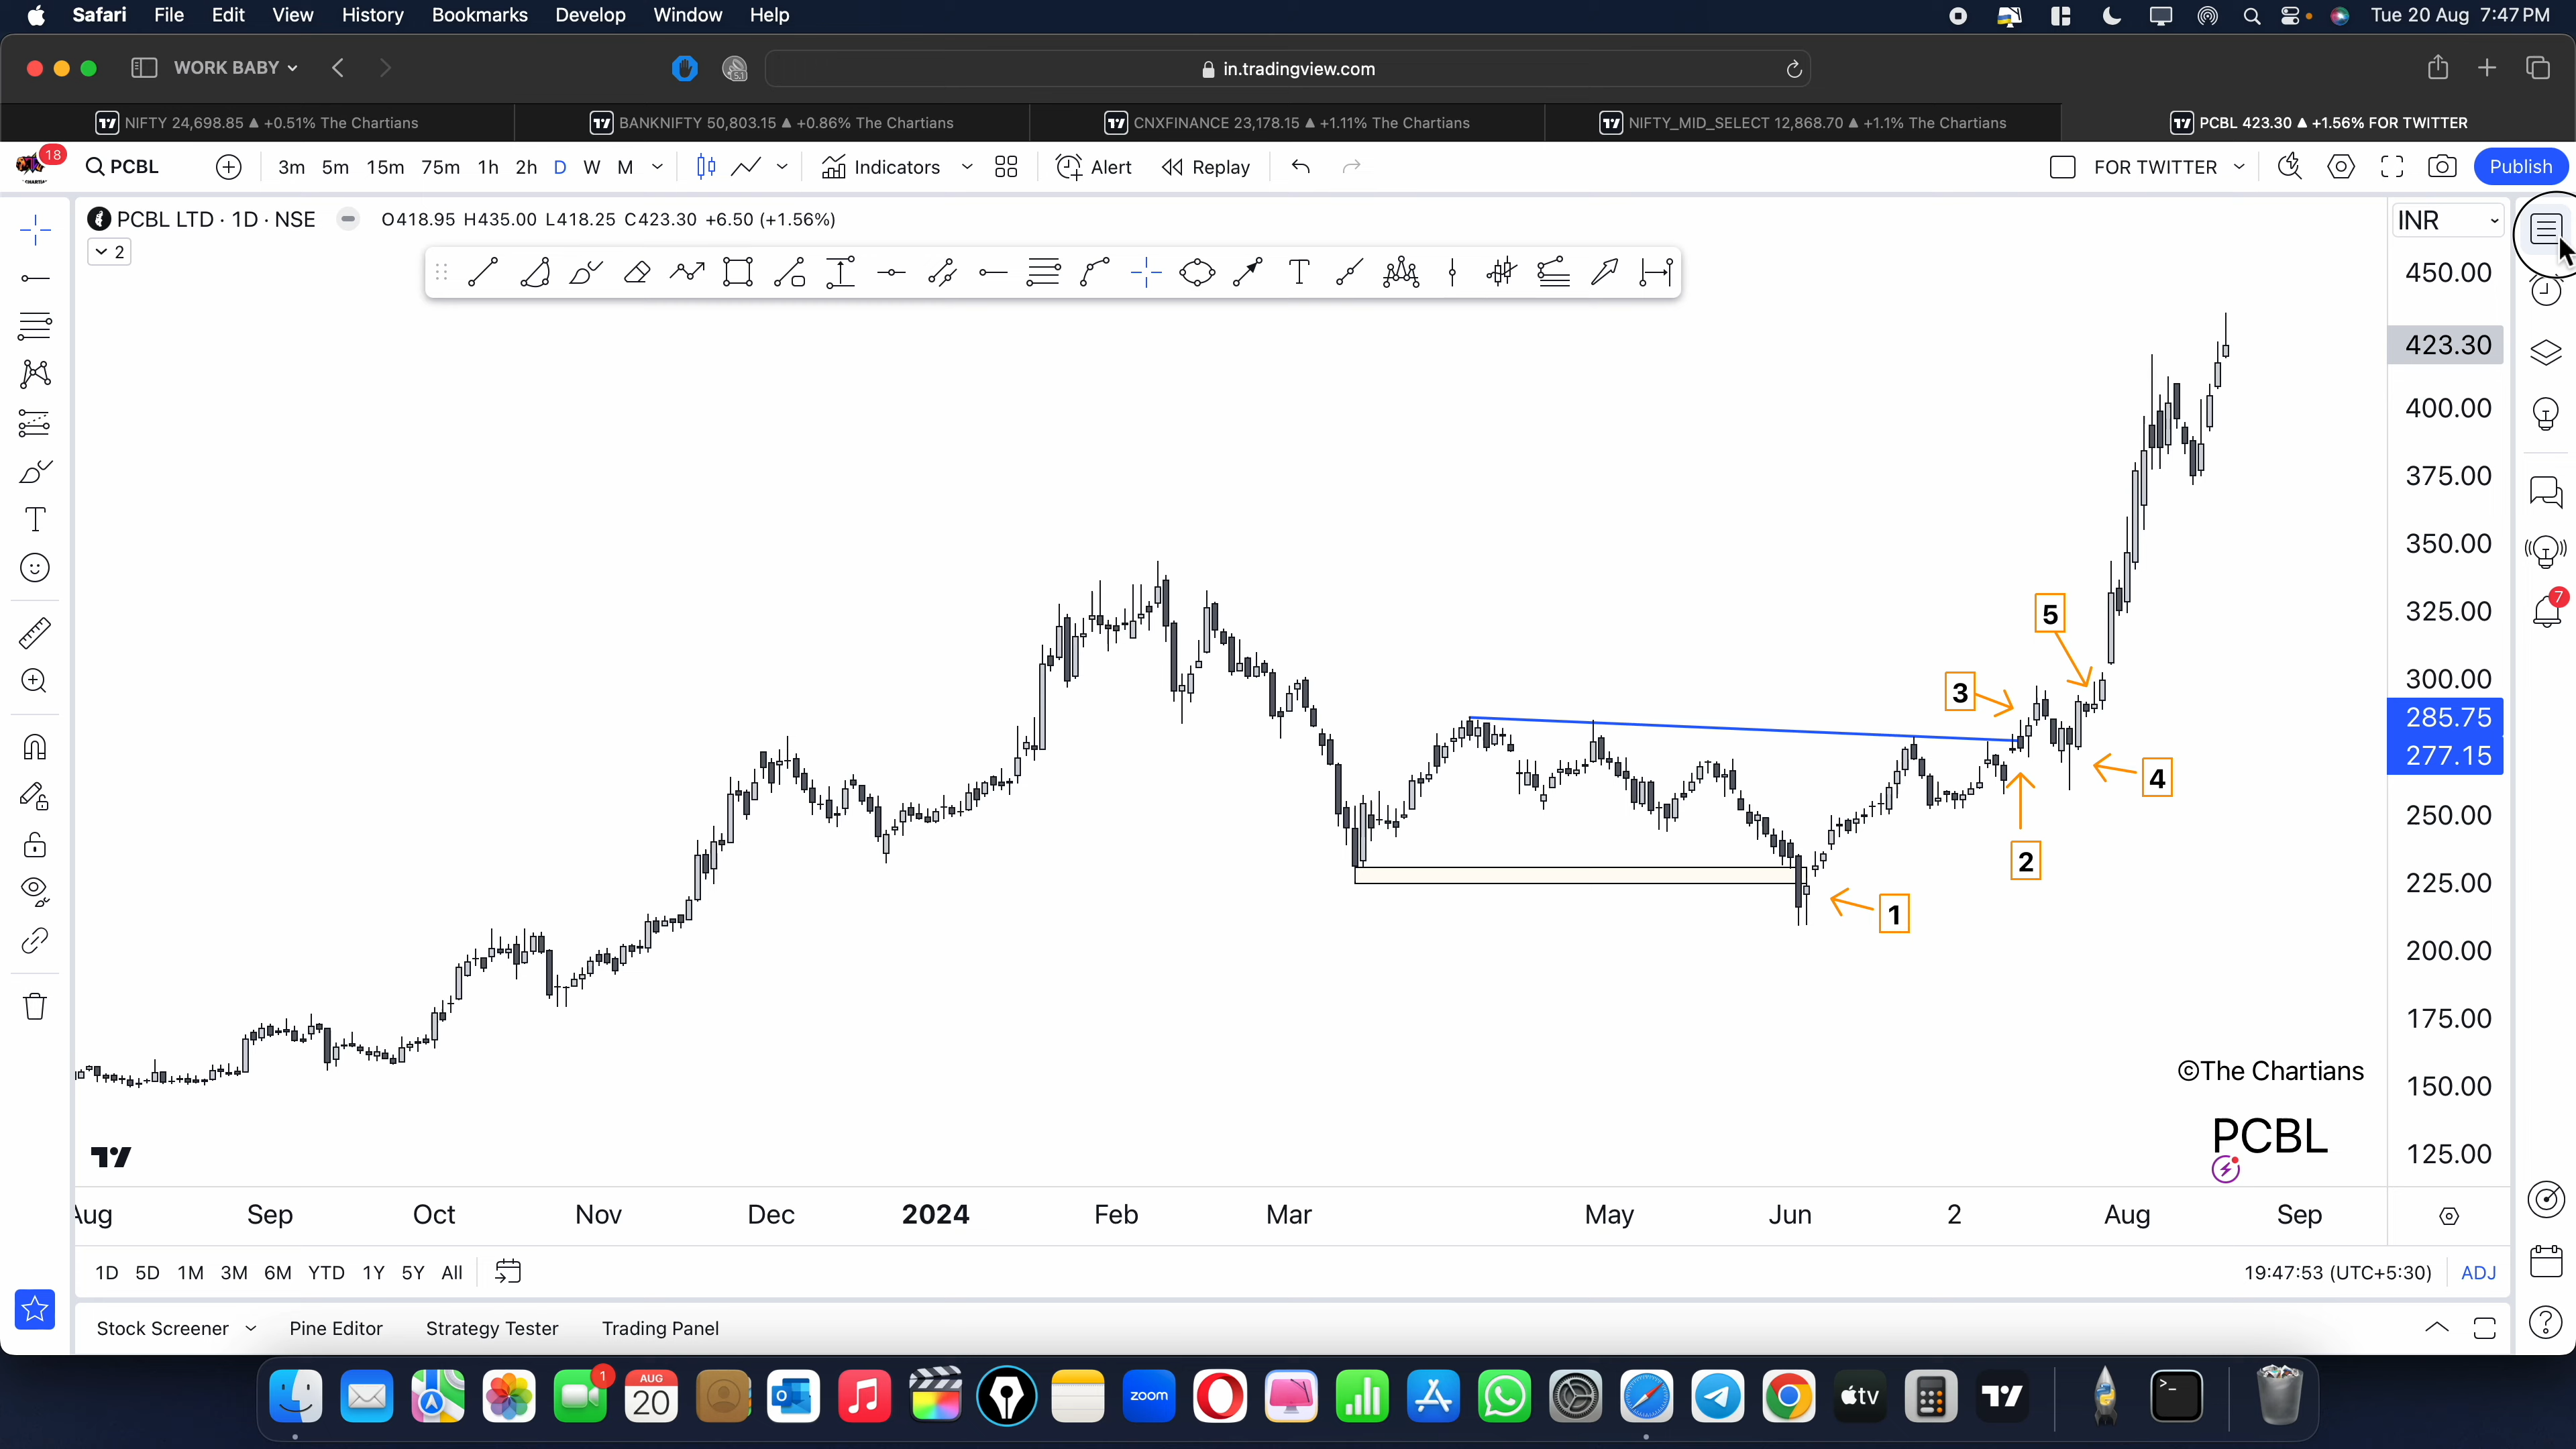 Safari File Edit View History Bookmarks Develop Window Help Tue 20 Aug 7:47 PM
WORK BABY in.tradingview.com
NIFTY 24,698.85 ▲ +0.51% The Chartians BANKNIFTY 50,803.15 ▲ +0.86% The Chartians CNXFINANCE 23,178.15 ▲ +1.11% The Chartians NIFTY_MID_SELECT 12,868.70 ▲ +1.1% The Chartians PCBL 423.30 ▲ +1.56% FOR TWITTER
18 PCBL 3m 5m 15m 75m 1h 2h D W M Indicators Alert Replay FOR TWITTER Publish
PCBL LTD · 1D · NSE O418.95 H435.00 L418.25 C423.30 +6.50 (+1.56%) INR
2
450.00
423.30
400.00
375.00
350.00
325.00
300.00
285.75
277.15
250.00
225.00
200.00
175.00
150.00
125.00
7
5
3
4
2
1
©The Chartians
PCBL
Aug Sep Oct Nov Dec 2024 Feb Mar May Jun 2 Aug Sep
1D 5D 1M 3M 6M YTD 1Y 5Y All 19:47:53 (UTC+5:30) ADJ
Stock Screener Pine Editor Strategy Tester Trading Panel
1
AUG
20
zoom
tv